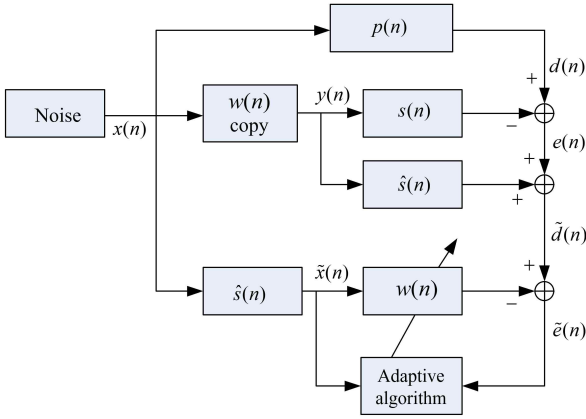 p(n)
d(n)
+
Noise
x(n)
w(n)
copy
y(n)
s(n)
−
e(n)
+
ŝ(n)
+
d̃(n)
x̃(n)
+
ŝ(n)
w(n)
−
ẽ(n)
Adaptive
algorithm